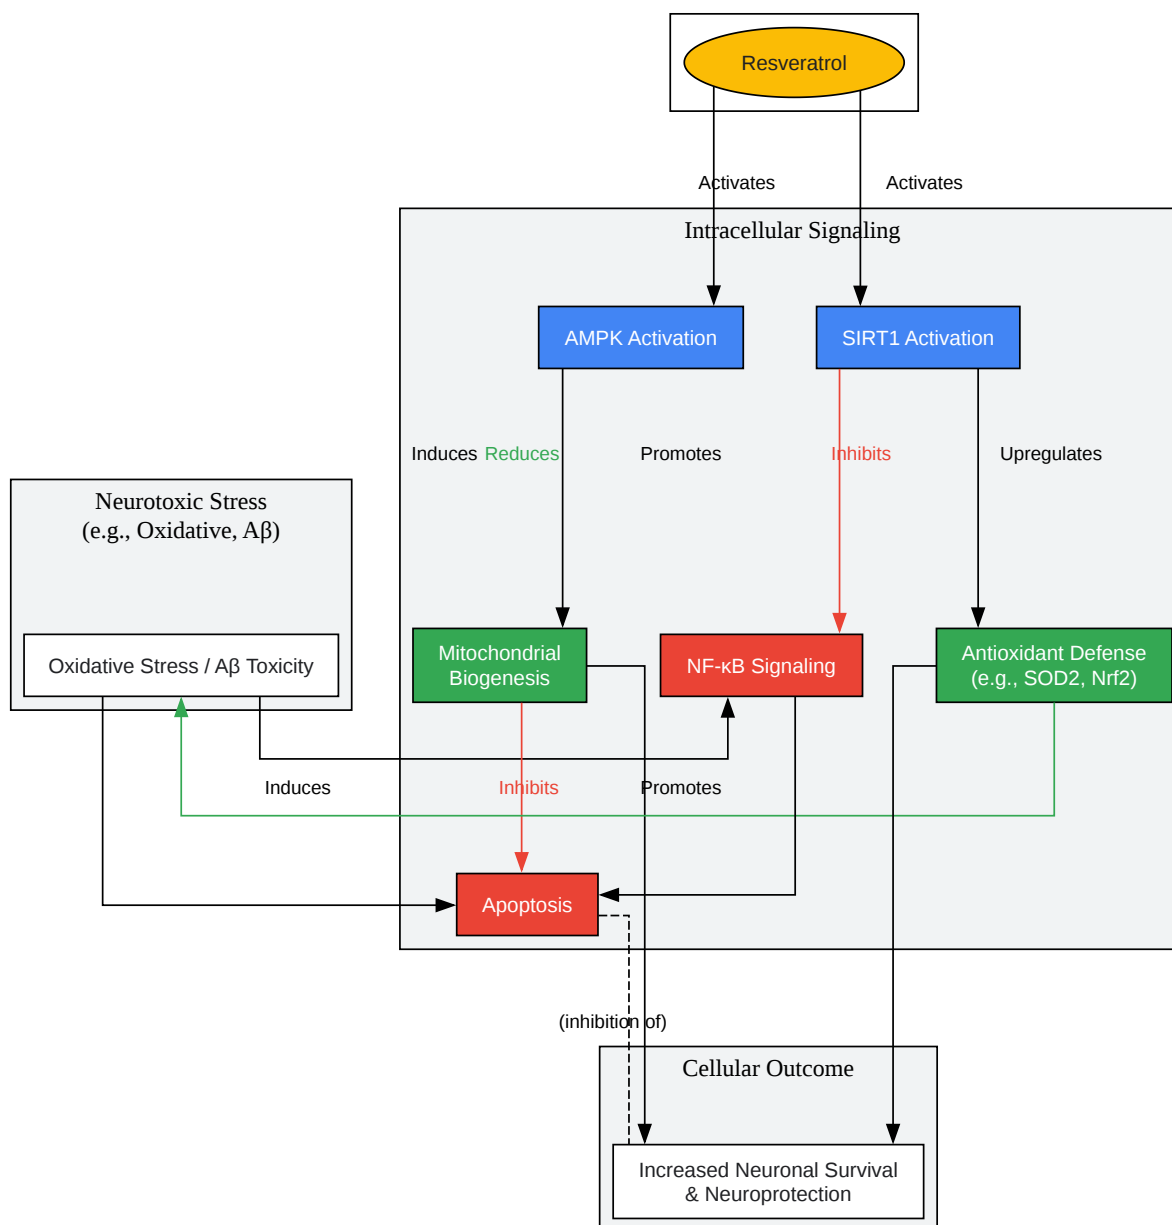 Resveratrol
Activates
Activates
Intracellular Signaling
AMPK Activation
SIRT1 Activation
Induces
Reduces
Promotes
Inhibits
Upregulates
Neurotoxic Stress
(e.g., Oxidative, Aβ)
Oxidative Stress / Aβ Toxicity
Mitochondrial
Biogenesis
NF-κB Signaling
Antioxidant Defense
(e.g., SOD2, Nrf2)
Induces
Inhibits
Promotes
Apoptosis
(inhibition of)
Cellular Outcome
Increased Neuronal Survival
& Neuroprotection